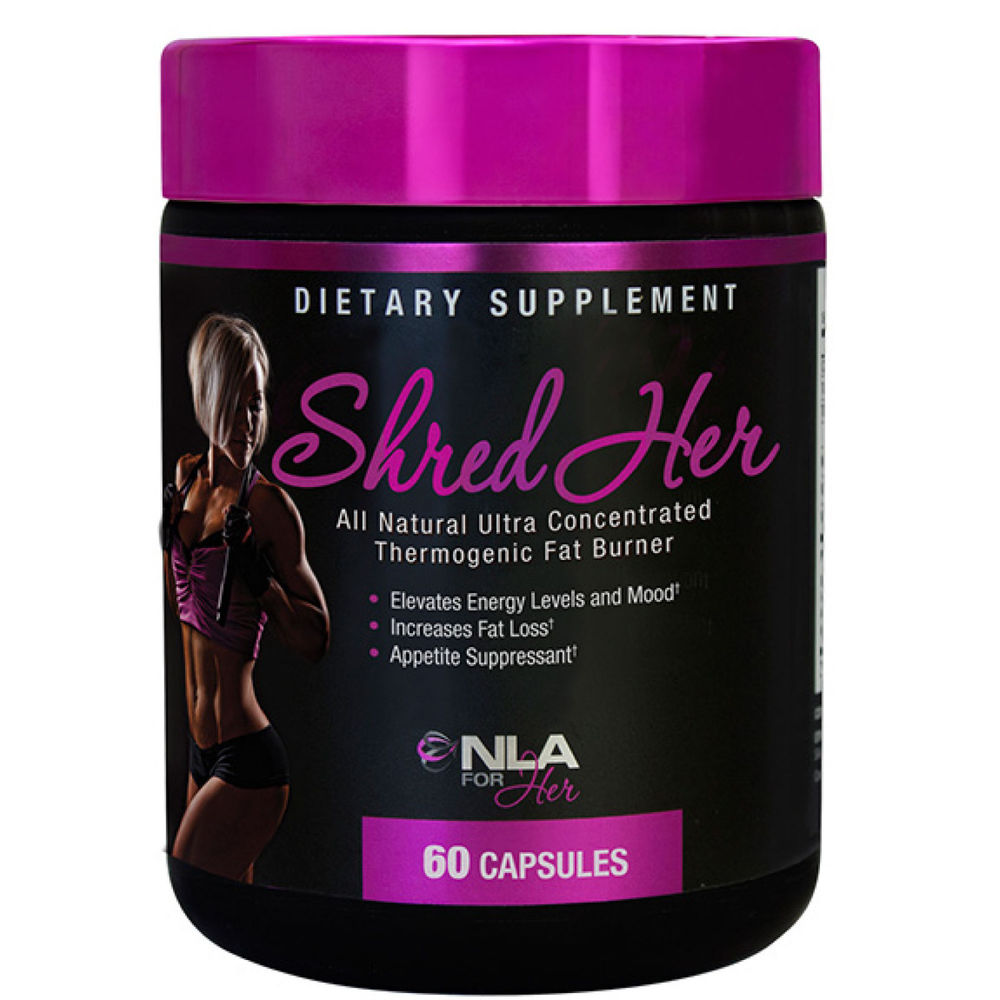 DIETARY SUPPLEMENT
Shred Her
All Natural Ultra Concentrated
Thermogenic Fat Burner
• Elevates Energy Levels and Mood†
• Increases Fat Loss†
• Appetite Suppressant†
NLA
FOR Her
60 CAPSULES